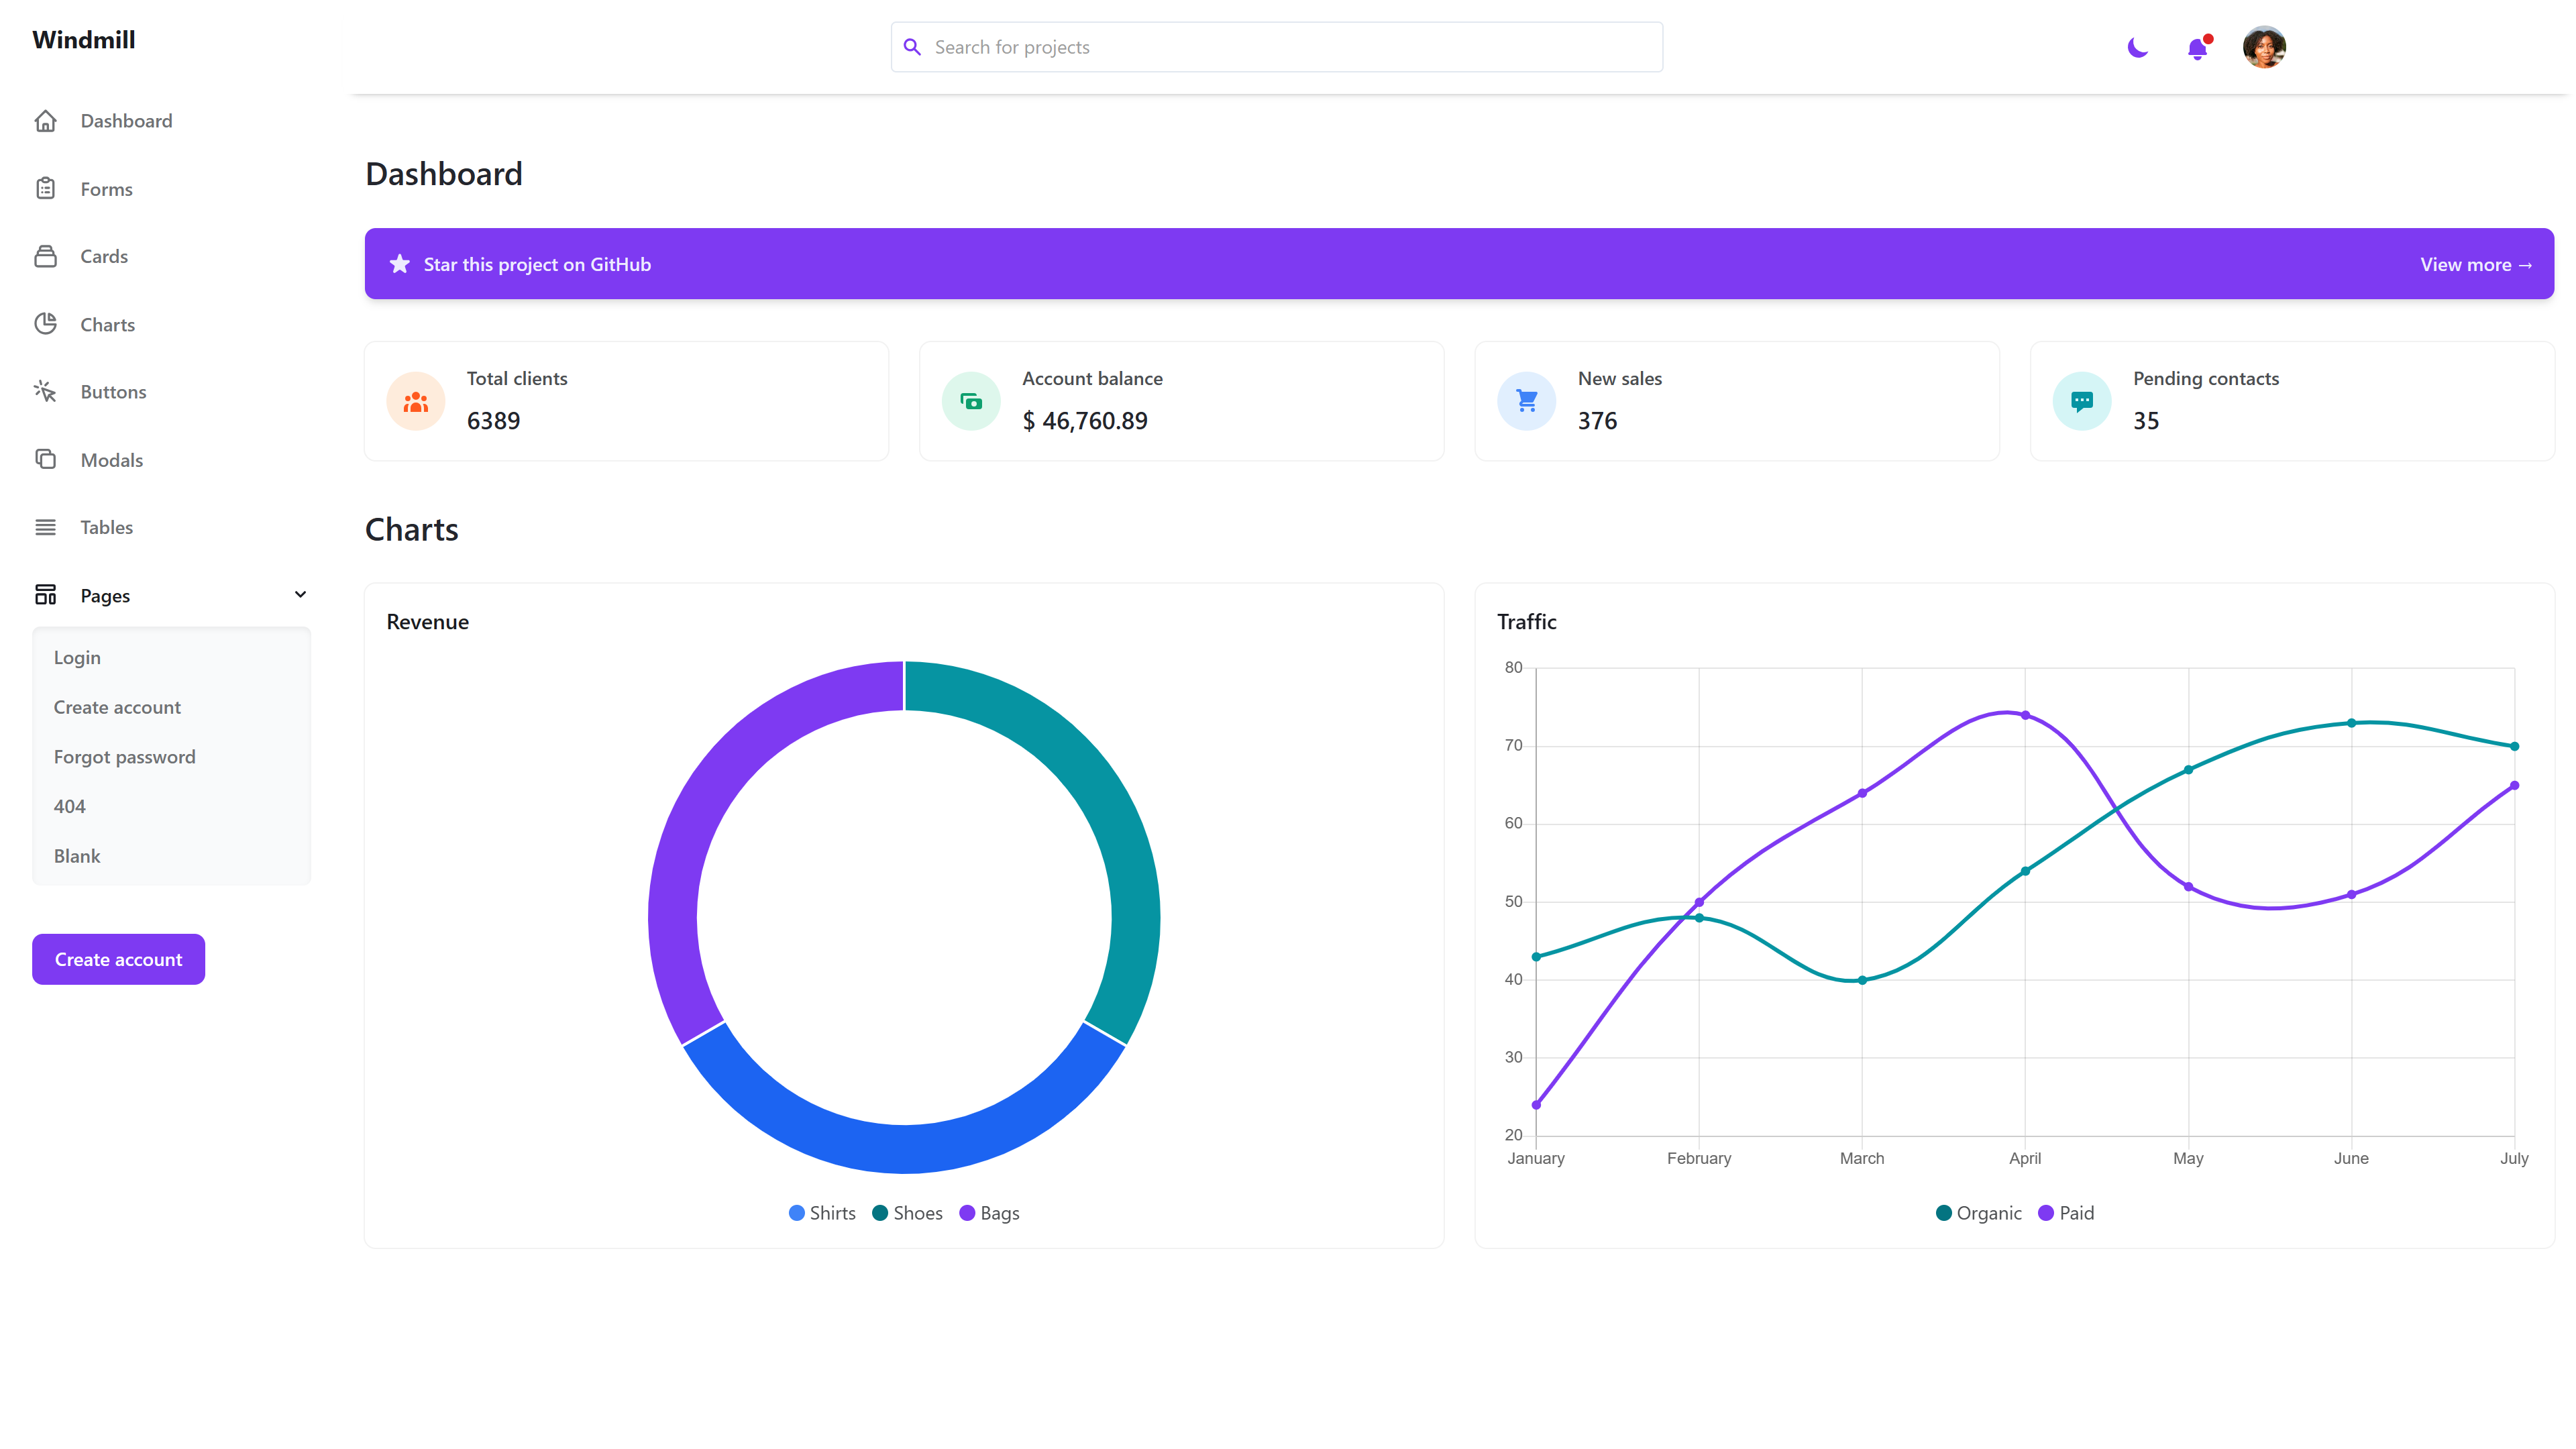 Windmill
Search for projects
Dashboard
Forms
Cards
Charts
Buttons
Modals
Tables
Pages
Login
Create account
Forgot password
404
Blank
Create account
Dashboard
Star this project on GitHub
View more →
Total clients
6389
Account balance
$ 46,760.89
New sales
376
Pending contacts
35
Charts
Revenue
Shirts Shoes Bags
Traffic
80
70
60
50
40
30
20
January February March April May June July
Organic Paid